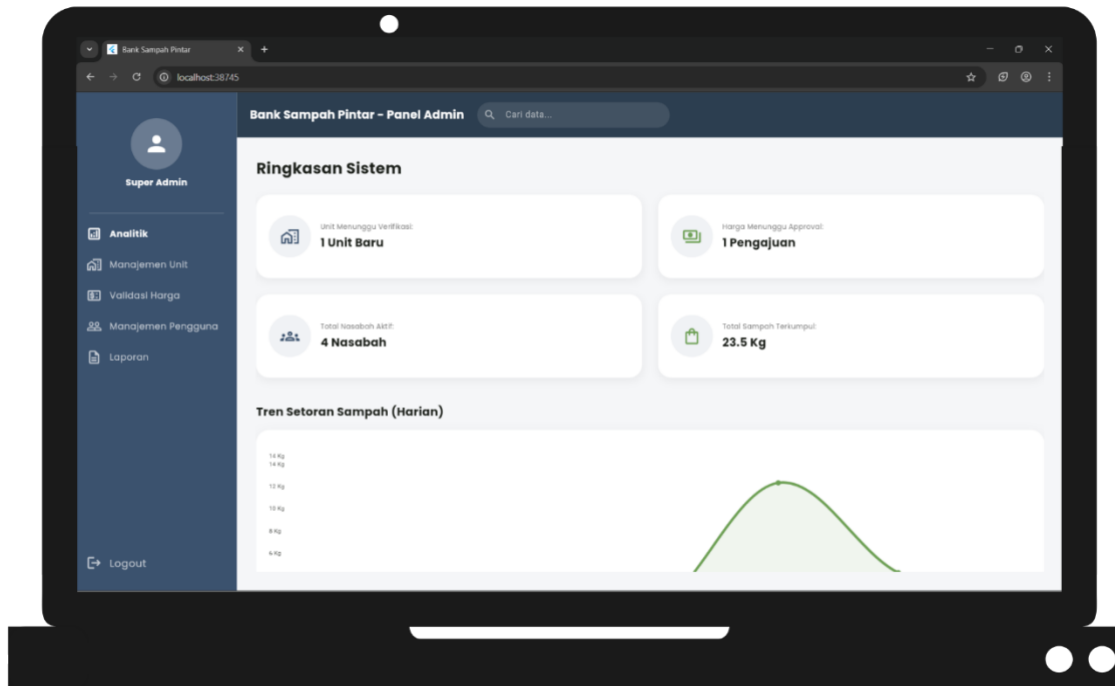 Bank Sampah Pintar
localhost:38745
Super Admin
Analitik
Manajemen Unit
Validasi Harga
Manajemen Pengguna
Laporan
Logout
Bank Sampah Pintar - Panel Admin
Cari data...
Ringkasan Sistem
Unit Menunggu Verifikasi:
1 Unit Baru
Harga Menunggu Approval:
1 Pengajuan
Total Nasabah Aktif:
4 Nasabah
Total Sampah Terkumpul:
23.5 Kg
Tren Setoran Sampah (Harian)
14 Kg
14 Kg
12 Kg
10 Kg
8 Kg
6 Kg